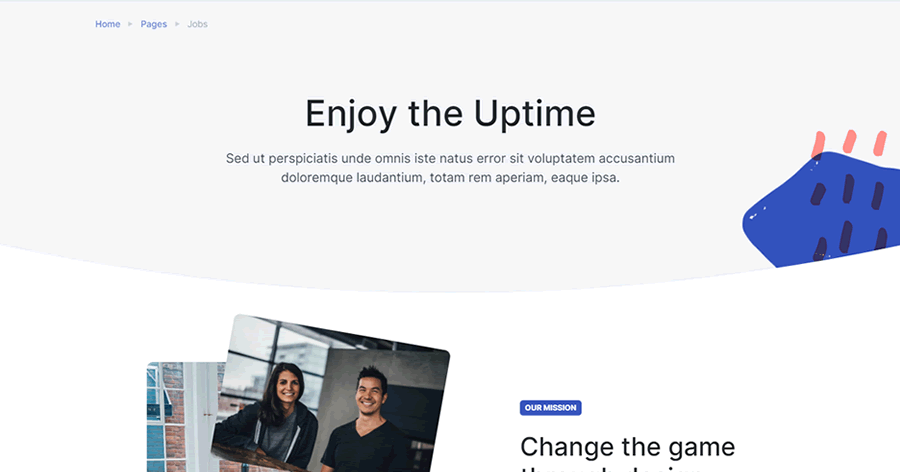 Home ▸ Pages ▸ Jobs
Enjoy the Uptime
Sed ut perspiciatis unde omnis iste natus error sit voluptatem accusantium
doloremque laudantium, totam rem aperiam, eaque ipsa.
OUR MISSION
Change the game